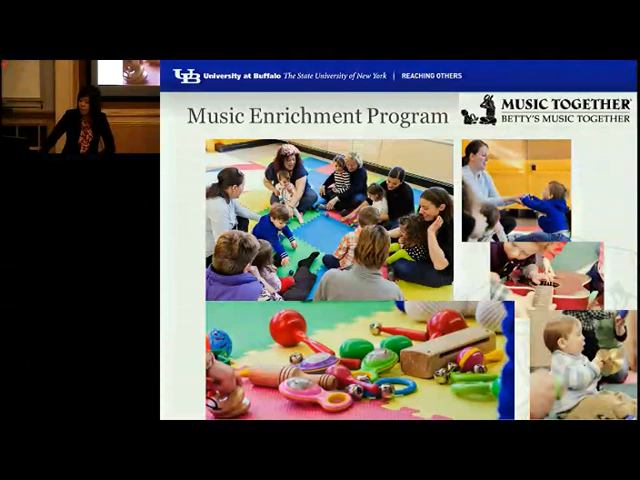 UB University at Buffalo The State University of New York | REACHING OTHERS
Music Enrichment Program
MUSIC TOGETHER®
BETTY'S MUSIC TOGETHER